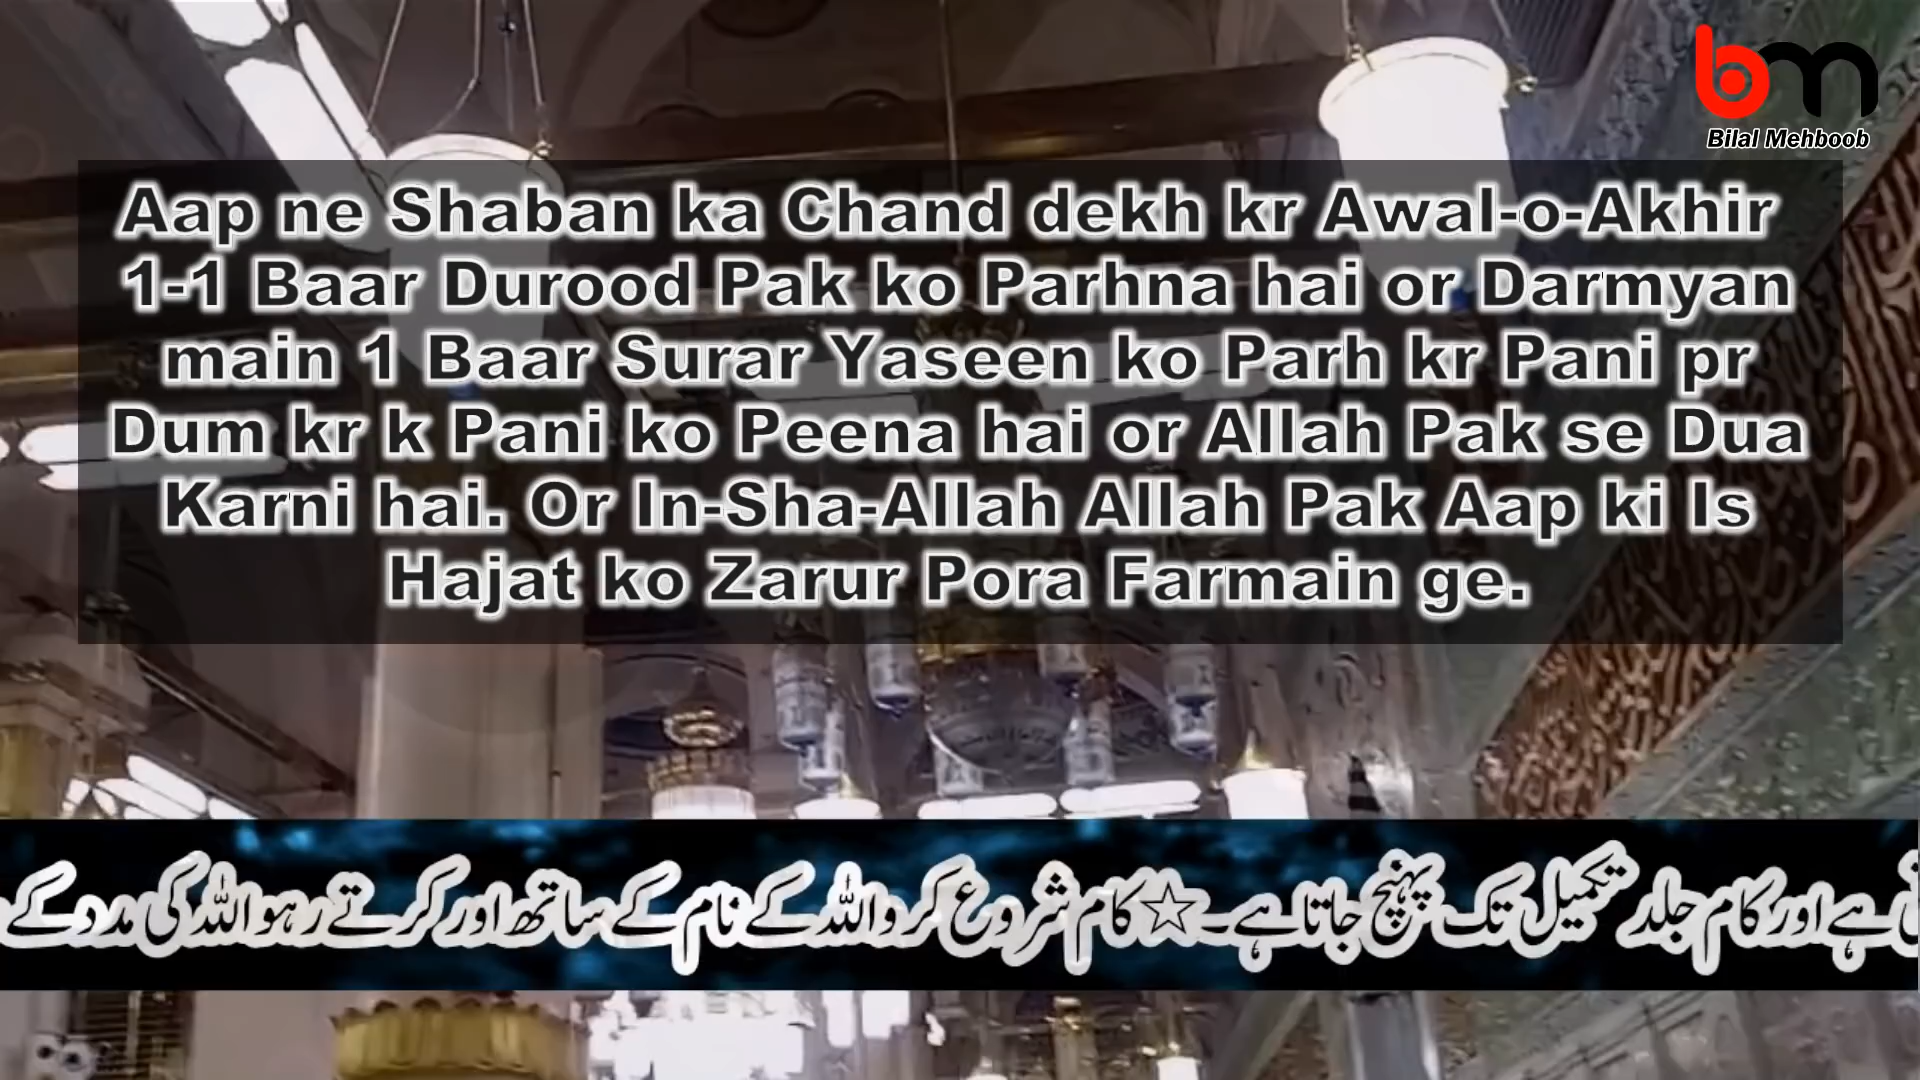 bm
Bilal Mehboob
Aap ne Shaban ka Chand dekh kr Awal-o-Akhir
1-1 Baar Durood Pak ko Parhna hai or Darmyan
main 1 Baar Surar Yaseen ko Parh kr Pani pr
Dum kr k Pani ko Peena hai or Allah Pak se Dua
Karni hai. Or In-Sha-Allah Allah Pak Aap ki Is
Hajat ko Zarur Pora Farmain ge.
ہے اور کام جلد تکمیل تک پہنچ جاتا ہے۔☆کام شروع کرو اللہ کے نام کے ساتھ اور کرتے رہو اللہ کی مدد کے